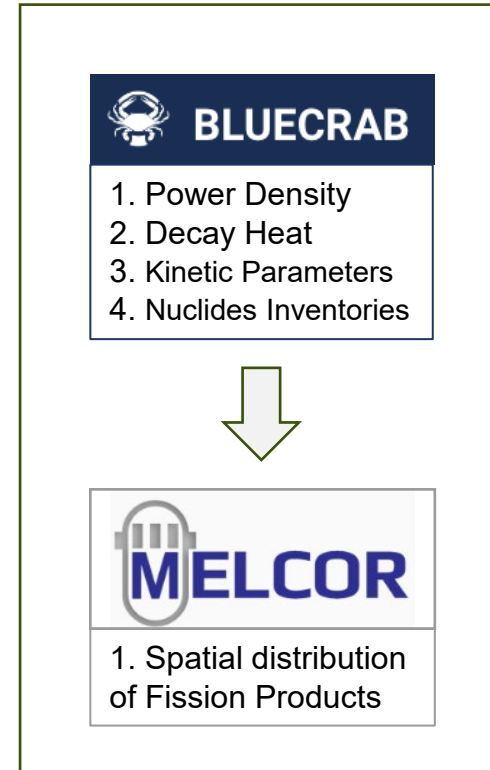 BLUECRAB
1. Power Density
2. Decay Heat
3. Kinetic Parameters
4. Nuclides Inventories
MELCOR
1. Spatial distribution
of Fission Products